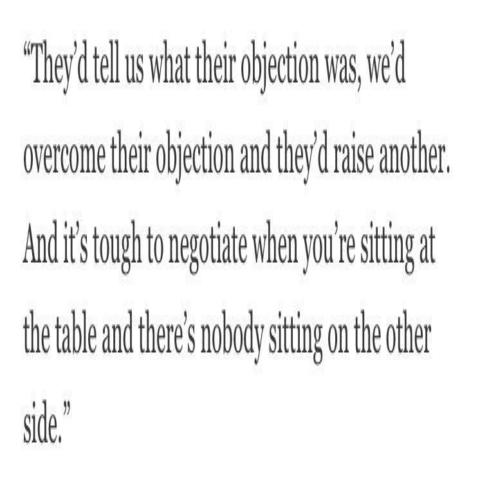 “They’d tell us what their objection was, we’d
overcome their objection and they’d raise another.
And it’s tough to negotiate when you’re sitting at
the table and there’s nobody sitting on the other
side.”